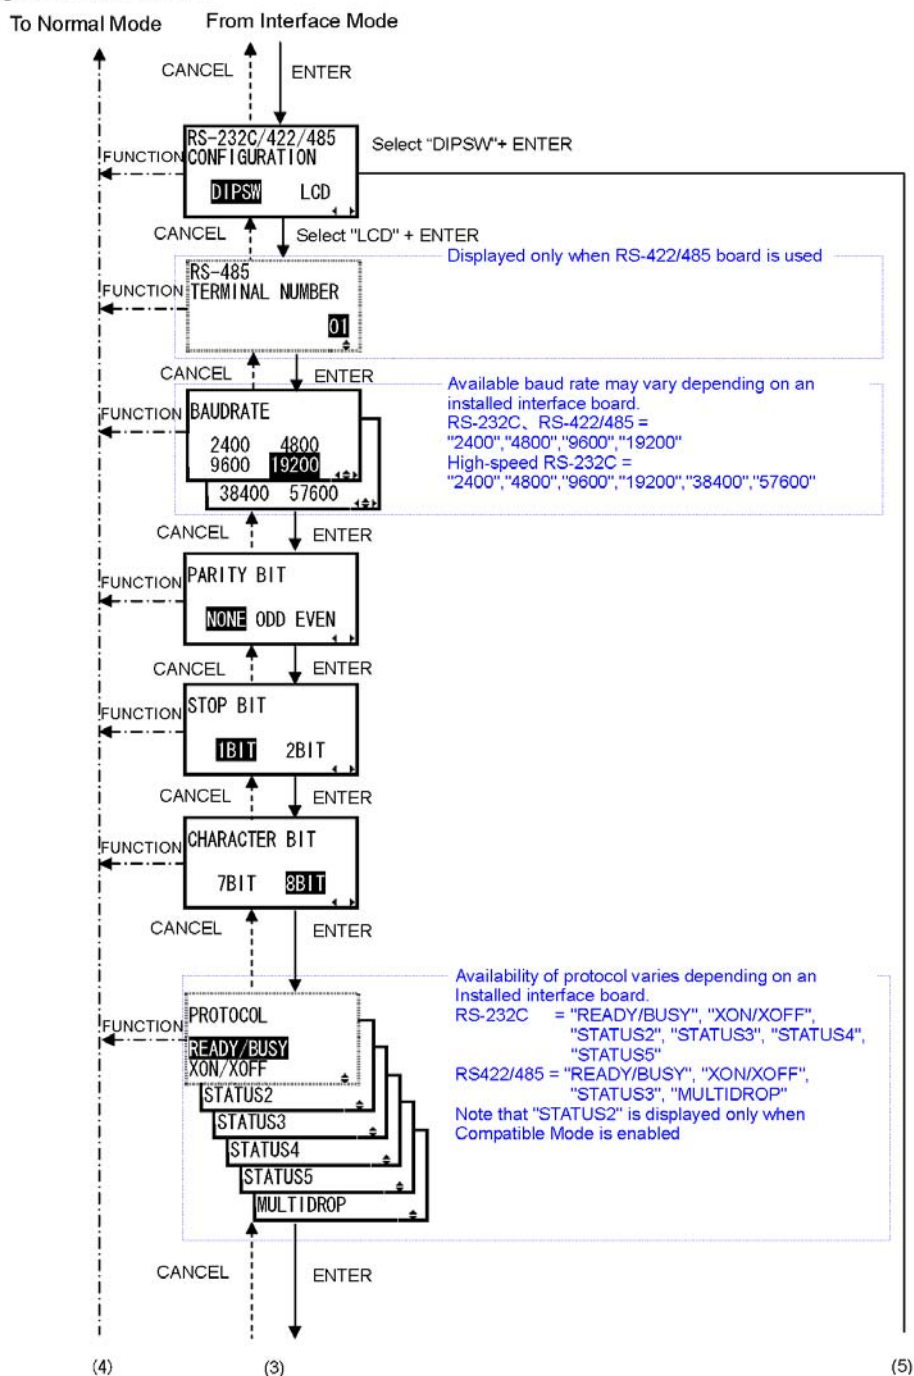 To Normal Mode
From Interface Mode
CANCEL
ENTER
RS-232C/422/485
CONFIGURATION
DIPSW LCD
FUNCTION
Select "DIPSW"+ ENTER
CANCEL
Select "LCD" + ENTER
Displayed only when RS-422/485 board is used
RS-485
TERMINAL NUMBER
01
FUNCTION
CANCEL
ENTER
BAUDRATE
2400 4800
9600 19200
38400 57600
FUNCTION
Available baud rate may vary depending on an
installed interface board.
RS-232C、RS-422/485 =
"2400","4800","9600","19200"
High-speed RS-232C =
"2400","4800","9600","19200","38400","57600"
CANCEL
ENTER
PARITY BIT
NONE ODD EVEN
FUNCTION
CANCEL
ENTER
STOP BIT
1BIT 2BIT
FUNCTION
CANCEL
ENTER
CHARACTER BIT
7BIT 8BIT
FUNCTION
CANCEL
ENTER
PROTOCOL
READY/BUSY
XON/XOFF
STATUS2
STATUS3
STATUS4
STATUS5
MULTIDROP
FUNCTION
Availability of protocol varies depending on an
Installed interface board.
RS-232C = "READY/BUSY", "XON/XOFF",
"STATUS2", "STATUS3", "STATUS4",
"STATUS5"
RS422/485 = "READY/BUSY", "XON/XOFF",
"STATUS3", "MULTIDROP"
Note that "STATUS2" is displayed only when
Compatible Mode is enabled
CANCEL
ENTER
(4)
(3)
(5)